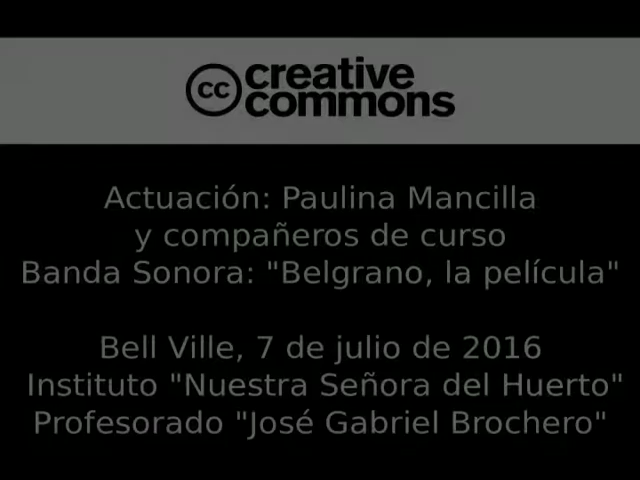 cc creative
commons
Actuación: Paulina Mancilla
y compañeros de curso
Banda Sonora: "Belgrano, la película"
Bell Ville, 7 de julio de 2016
Instituto "Nuestra Señora del Huerto"
Profesorado "José Gabriel Brochero"